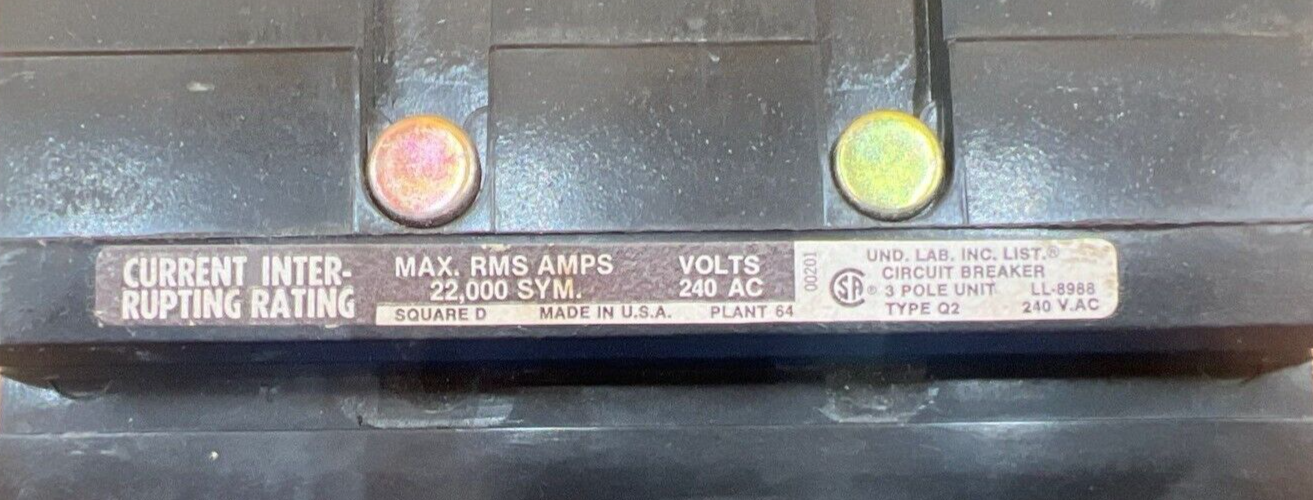 CURRENT INTER-
RUPTING RATING
MAX. RMS AMPS
22,000 SYM.
VOLTS
240 AC
SQUARE D MADE IN U.S.A. PLANT 64
00201
UND. LAB. INC. LIST.®
CIRCUIT BREAKER
SA® 3 POLE UNIT LL-8988
TYPE Q2 240 V.AC